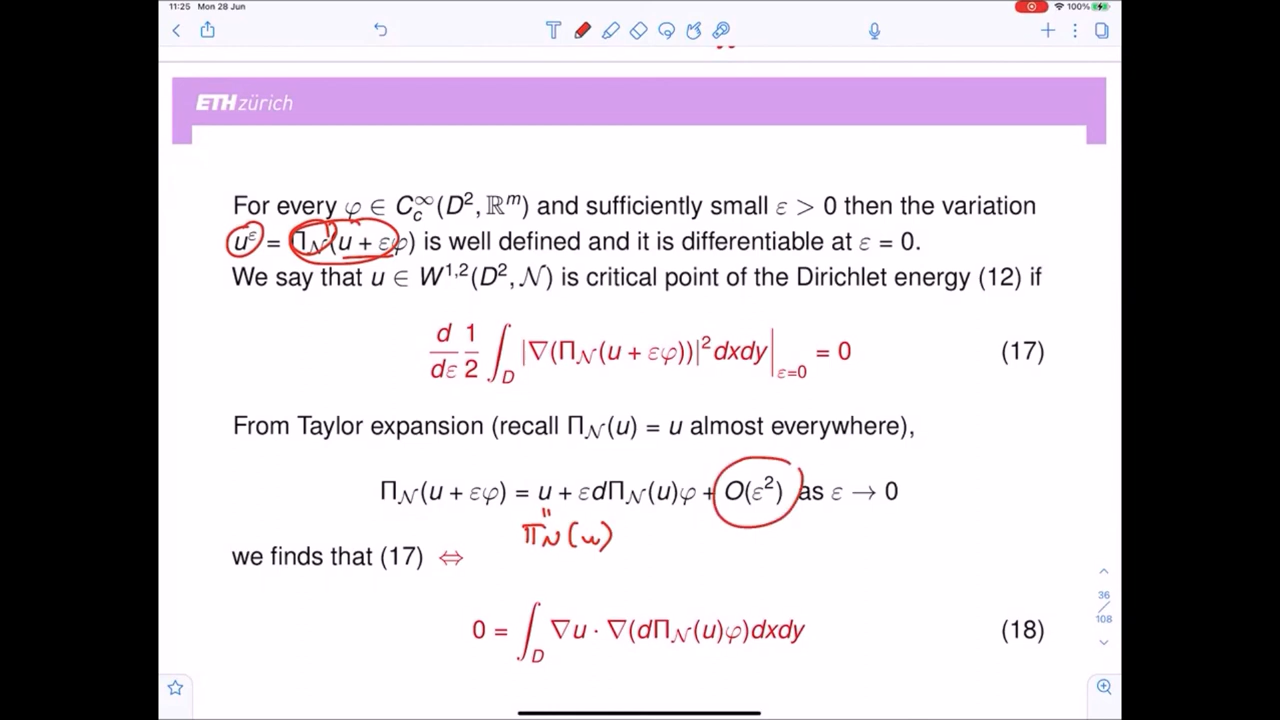 11:25 Mon 28 Jun 100%
T
ETH zürich
For every φ ∈ C_c^∞(D², ℝᵐ) and sufficiently small ε > 0 then the variation
u^ε = Π_𝒩(u + εφ) is well defined and it is differentiable at ε = 0.
We say that u ∈ W^{1,2}(D², 𝒩) is critical point of the Dirichlet energy (12) if
d/dε 1/2 ∫_D |∇(Π_𝒩(u + εφ))|² dxdy|_{ε=0} = 0 (17)
From Taylor expansion (recall Π_𝒩(u) = u almost everywhere),
Π_𝒩(u + εφ) = u + εdΠ_𝒩(u)φ + O(ε²) as ε → 0
"
Π_N(u)
we finds that (17) ⇔
36
/
108
0 = ∫_D ∇u · ∇(dΠ_𝒩(u)φ)dxdy (18)